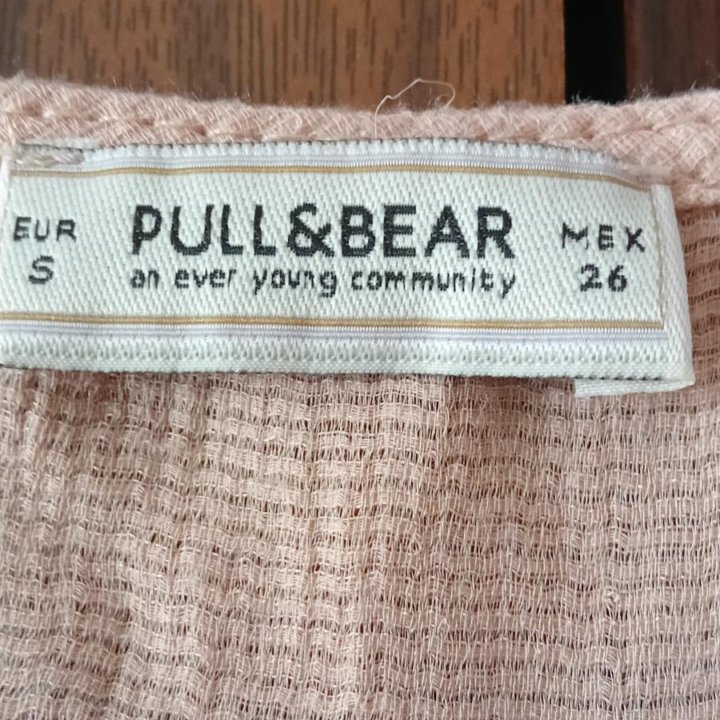 EUR S
PULL&BEAR
an ever young community
MEX 26